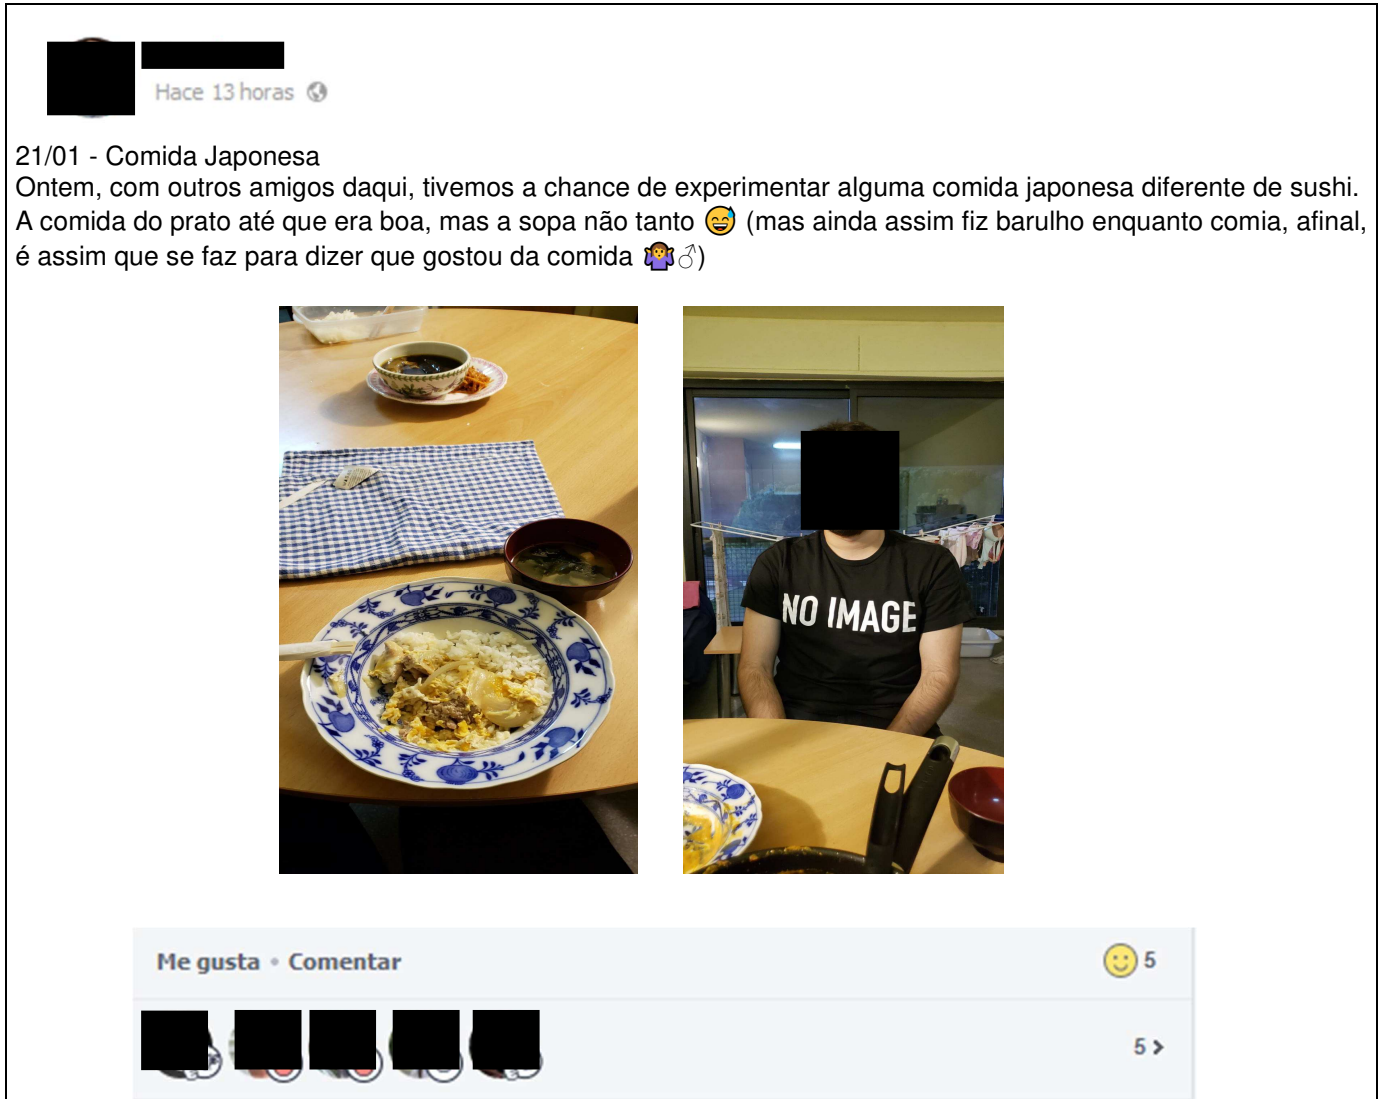 Hace 13 horas
21/01 - Comida Japonesa
Ontem, com outros amigos daqui, tivemos a chance de experimentar alguma comida japonesa diferente de sushi.
A comida do prato até que era boa, mas a sopa não tanto 😅 (mas ainda assim fiz barulho enquanto comia, afinal,
é assim que se faz para dizer que gostou da comida 🤷♂)
NO IMAGE
Me gusta • Comentar 5
5 >